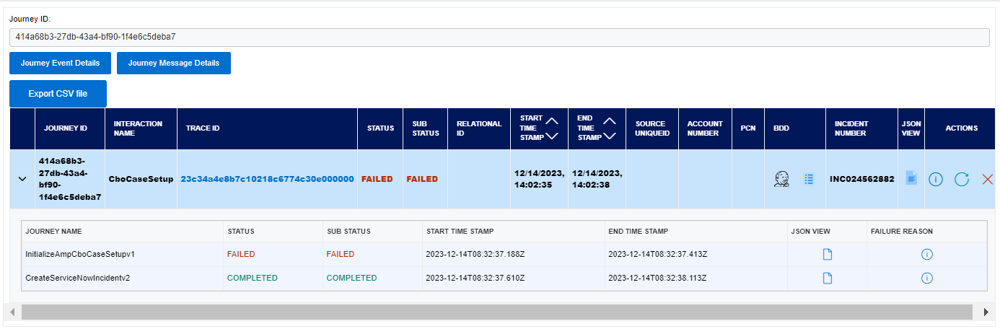 Journey ID:
414a68b3-27db-43a4-bf90-1f4e6c5deba7
Journey Event Details
Journey Message Details
Export CSV file
JOURNEY ID
INTERACTION
NAME
TRACE ID
STATUS
SUB
STATUS
RELATIONAL
ID
START
TIME
STAMP
END
TIME
STAMP
SOURCE
UNIQUEID
ACCOUNT
NUMBER
PCN
BDD
INCIDENT
NUMBER
JSON
VIEW
ACTIONS
414a68b3-
27db-43a4-
bf90-
1f4e6c5deba7
CboCaseSetup
23c34a4e8b7c10218c6774c30e000000
FAILED
FAILED
12/14/2023,
14:02:35
12/14/2023,
14:02:38
INC024562882
JOURNEY NAME
STATUS
SUB STATUS
START TIME STAMP
END TIME STAMP
JSON VIEW
FAILURE REASON
InitializeAmpCboCaseSetupv1
FAILED
FAILED
2023-12-14T08:32:37.188Z
2023-12-14T08:32:37.413Z
CreateServiceNowIncidentv2
COMPLETED
COMPLETED
2023-12-14T08:32:37.610Z
2023-12-14T08:32:38.113Z